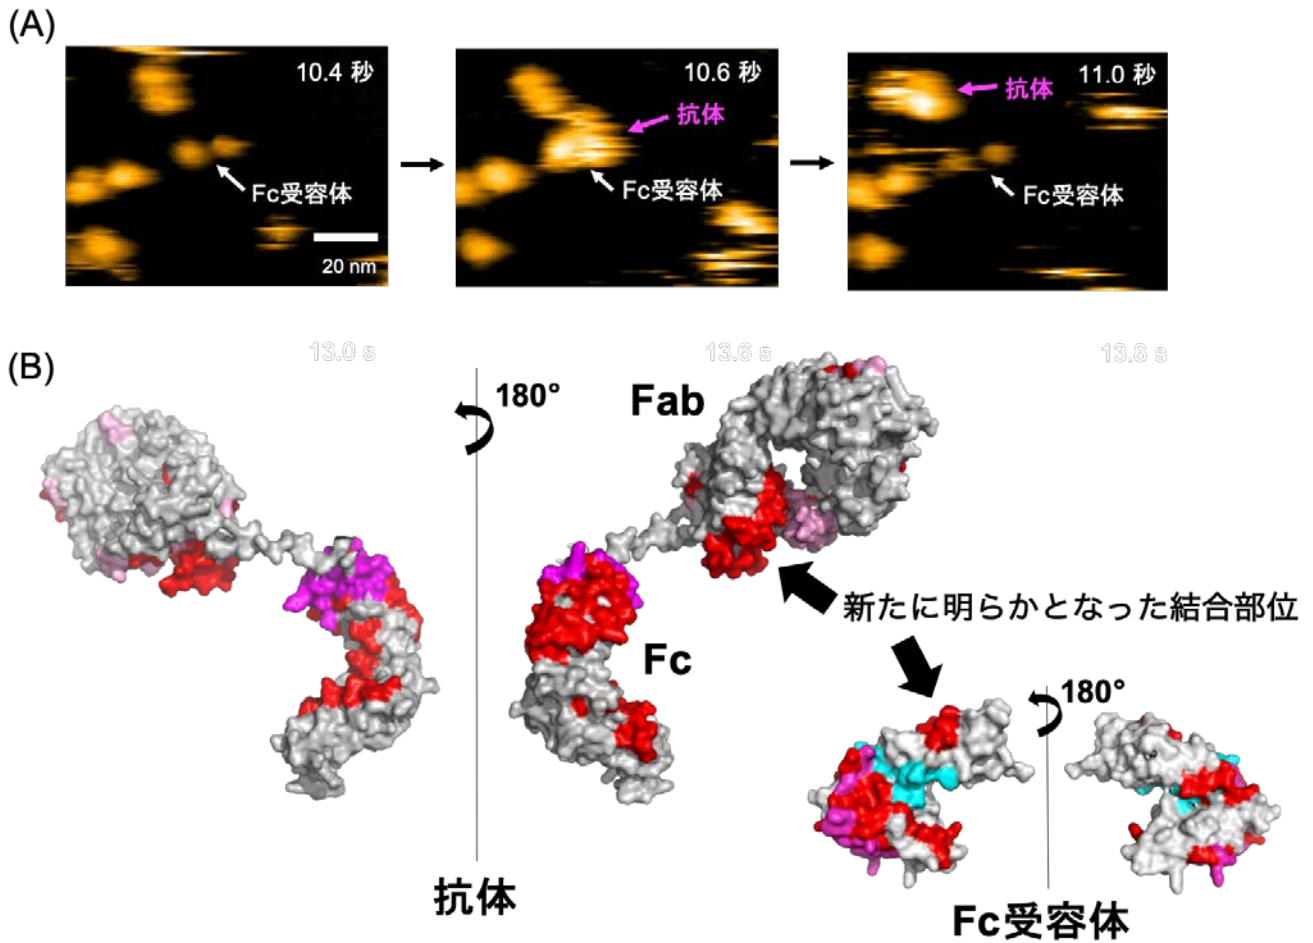 (A)
10.4 秒
Fc受容体
20 nm
10.6 秒
抗体
Fc受容体
11.0 秒
抗体
Fc受容体
(B)
13.0 s
13.6 s
13.8 s
180°
Fab
新たに明らかとなった結合部位
Fc
180°
抗体
Fc受容体